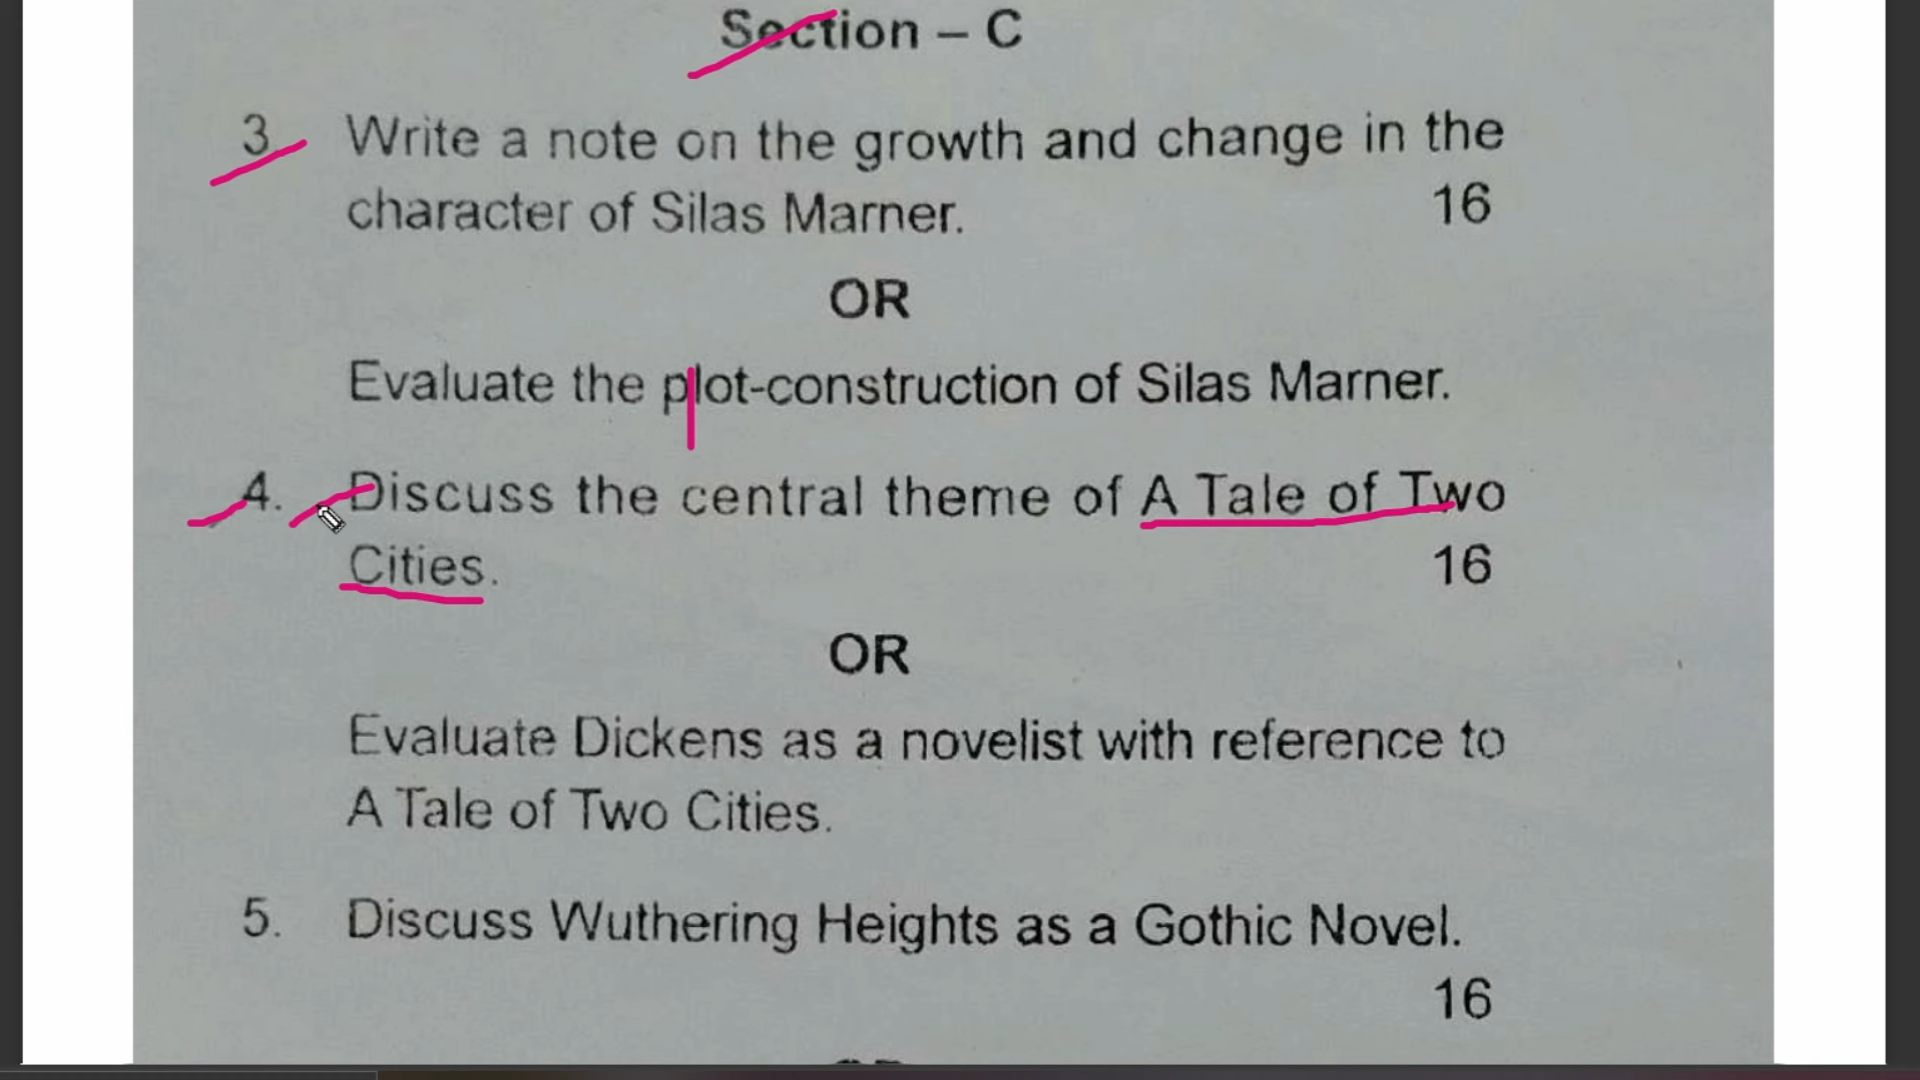 Section – C
3. Write a note on the growth and change in the
character of Silas Marner. 16
OR
Evaluate the plot-construction of Silas Marner.
4. Discuss the central theme of A Tale of Two
Cities. 16
OR
Evaluate Dickens as a novelist with reference to
A Tale of Two Cities.
5. Discuss Wuthering Heights as a Gothic Novel.
16